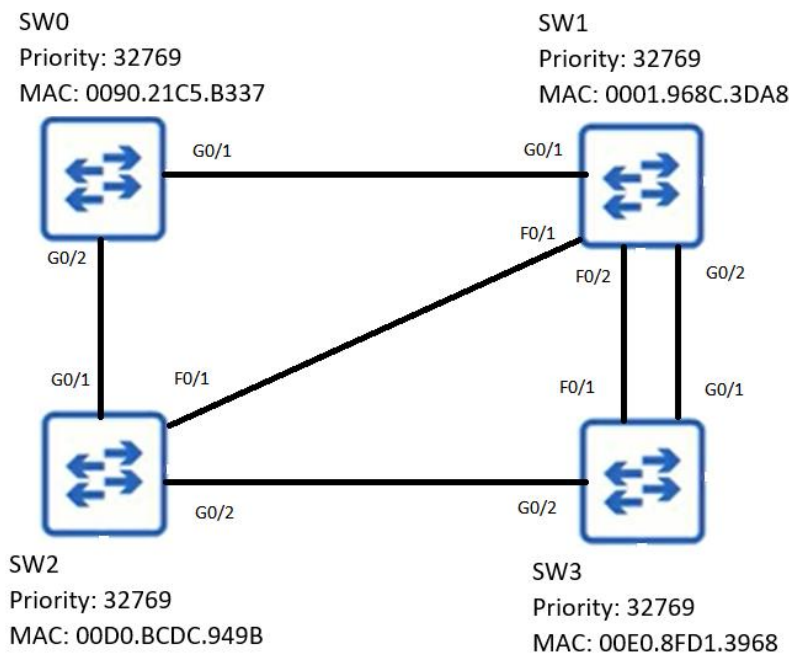 SW0
Priority: 32769
MAC: 0090.21C5.B337
SW1
Priority: 32769
MAC: 0001.968C.3DA8
G0/1
G0/1
F0/1
G0/2
F0/2
G0/2
G0/1
F0/1
F0/1
G0/1
G0/2
G0/2
SW2
Priority: 32769
MAC: 00D0.BCDC.949B
SW3
Priority: 32769
MAC: 00E0.8FD1.3968